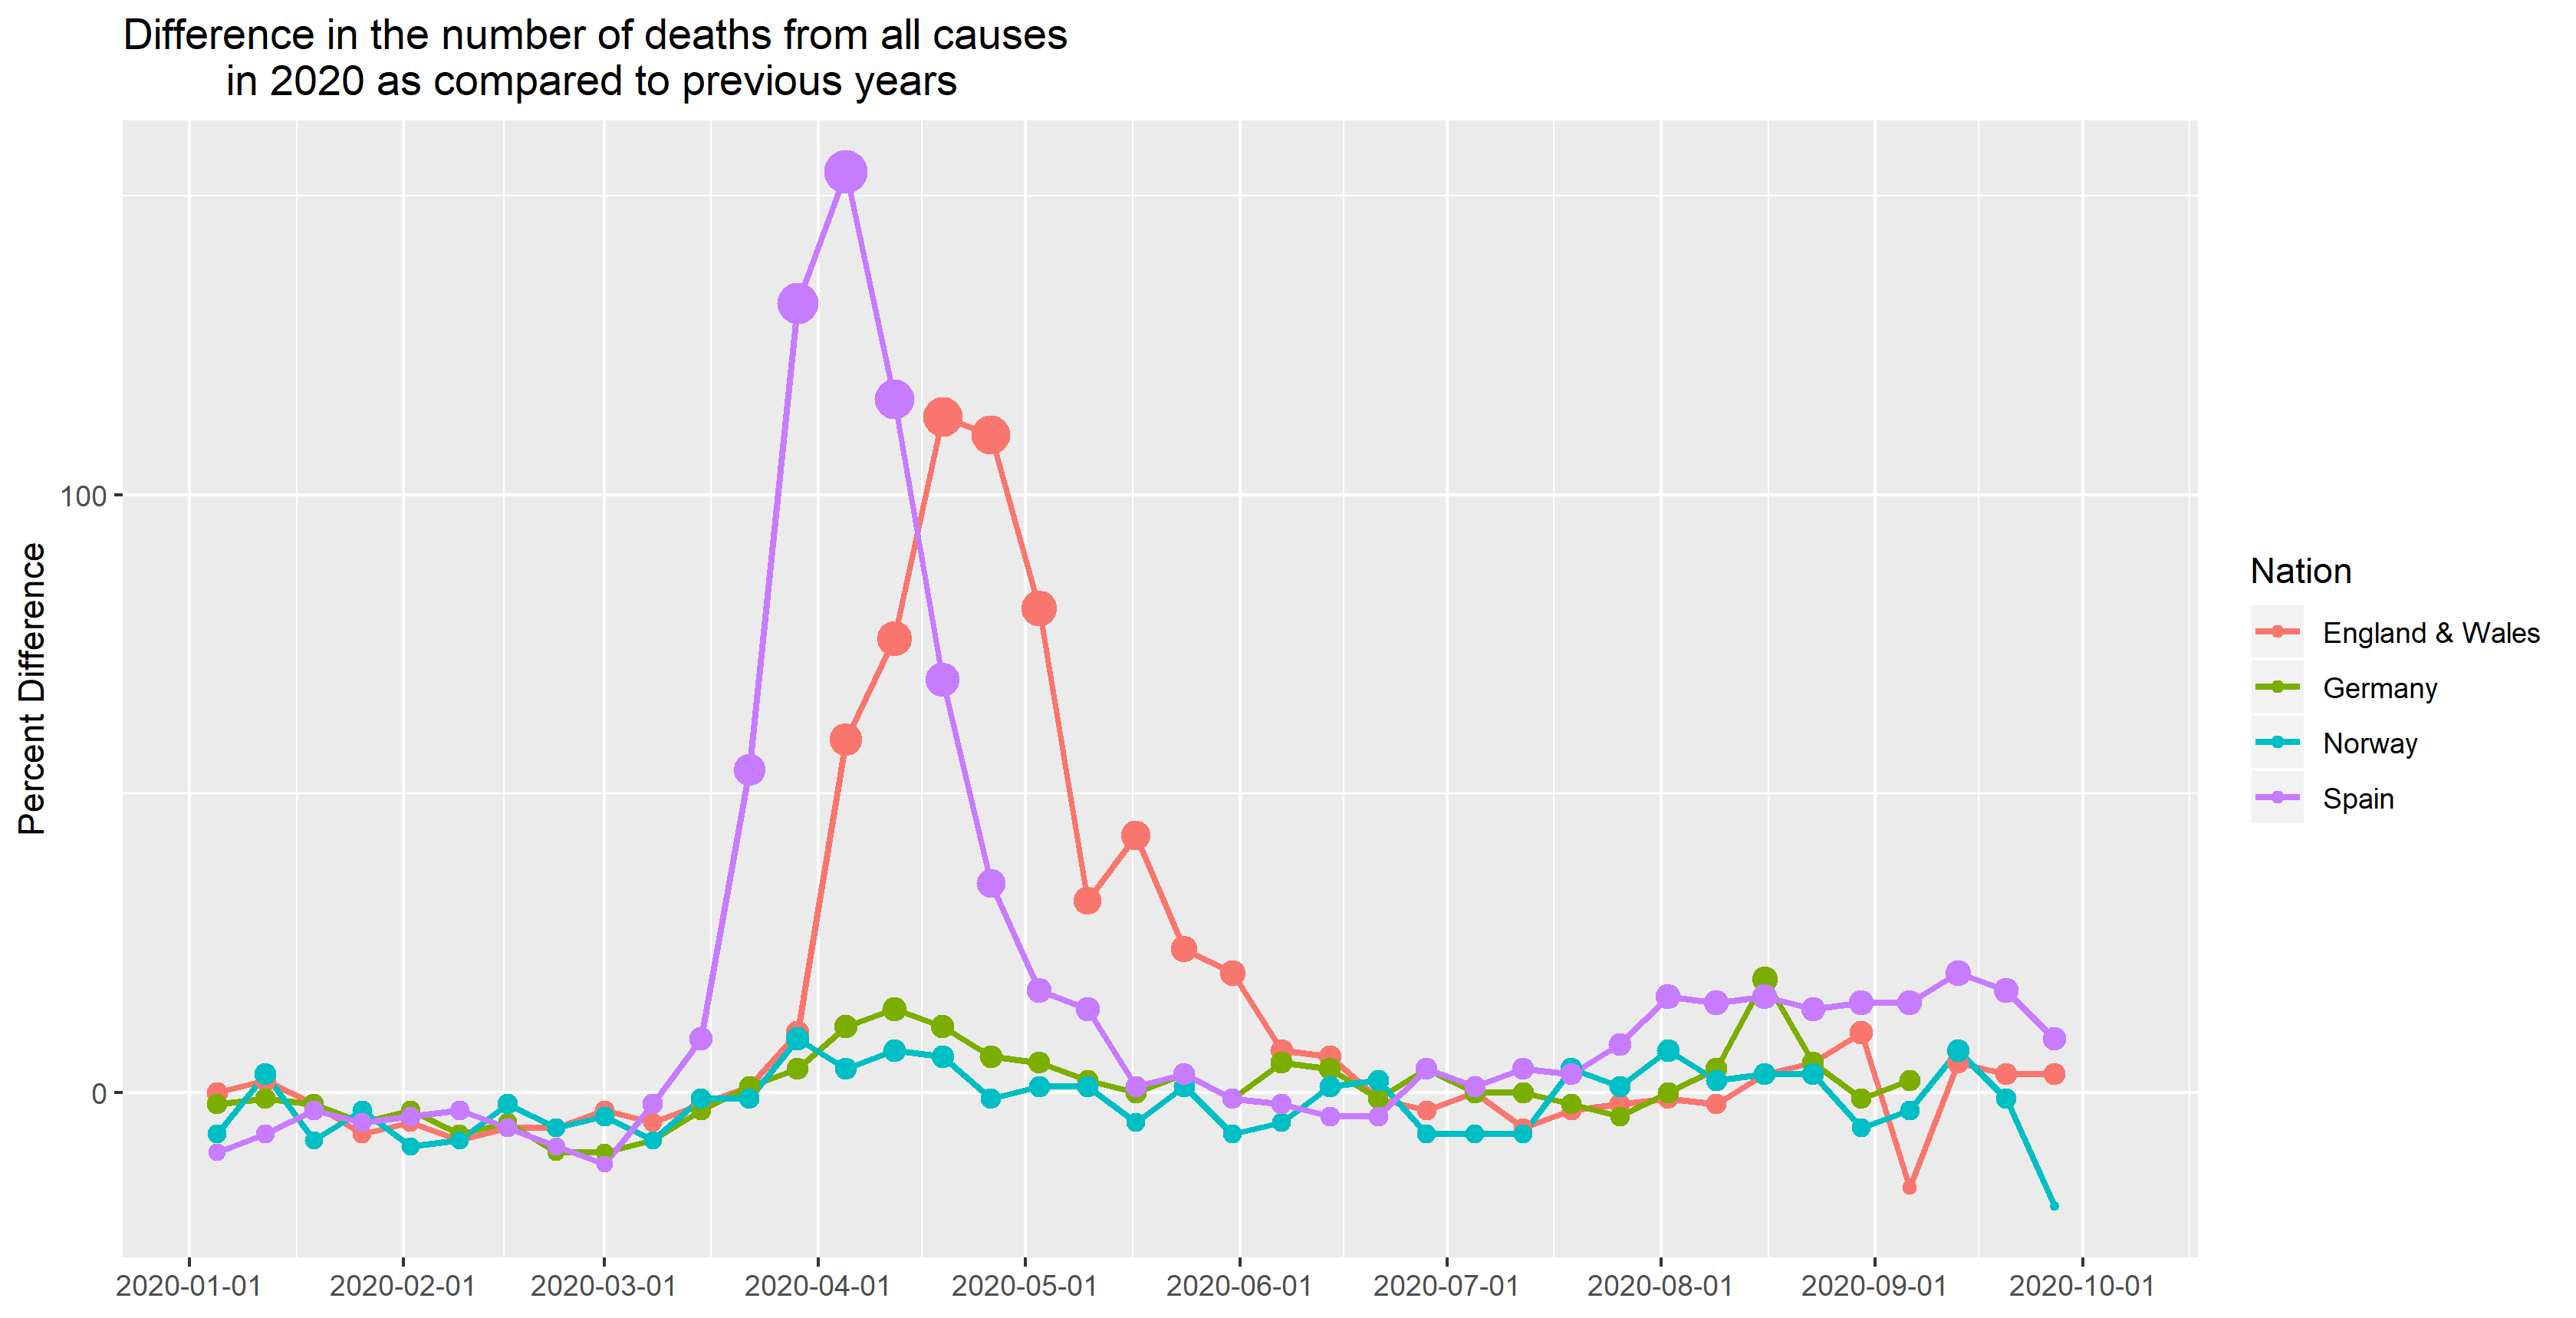 Difference in the number of deaths from all causes
in 2020 as compared to previous years
Percent Difference
100
0
2020-01-01 2020-02-01 2020-03-01 2020-04-01 2020-05-01 2020-06-01 2020-07-01 2020-08-01 2020-09-01 2020-10-01
Nation
England & Wales
Germany
Norway
Spain